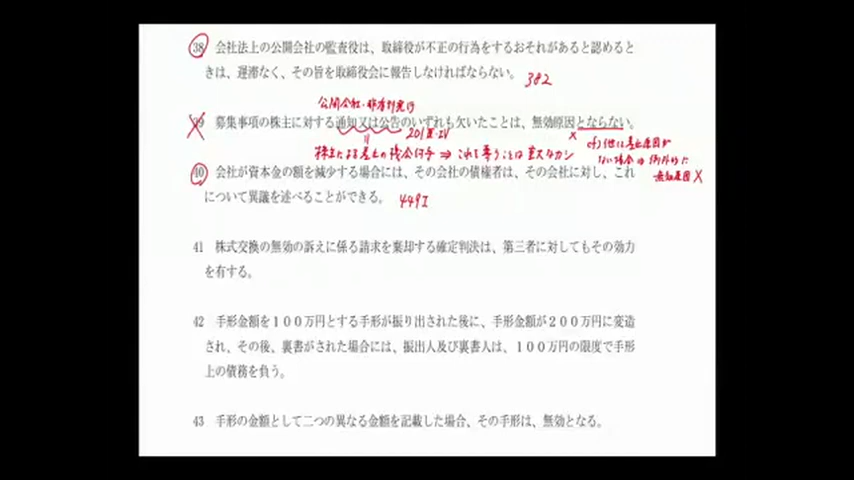 38 会社法上の公開会社の監査役は、取締役が不正の行為をするおそれがあると認めると
きは、遅滞なく、その旨を取締役会に報告しなければならない。 382
公開会社・非有利発行
39 募集事項の株主に対する通知又は公告のいずれも欠いたことは、無効原因とならない。
201Ⅲ・Ⅳ
株主による差止の機会付与 ⇒ これを奪うことは重大なカシ
cf) 他に差止原因が
ない場合 ⇒ 例外的に
無効原因 ×
40 会社が資本金の額を減少する場合には、その会社の債権者は、その会社に対し、これ
について異議を述べることができる。 449Ⅰ
41 株式交換の無効の訴えに係る請求を棄却する確定判決は、第三者に対してもその効力
を有する。
42 手形金額を100万円とする手形が振り出された後に、手形金額が200万円に変造
され、その後、裏書がされた場合には、振出人及び裏書人は、100万円の限度で手形
上の債務を負う。
43 手形の金額として二つの異なる金額を記載した場合、その手形は、無効となる。